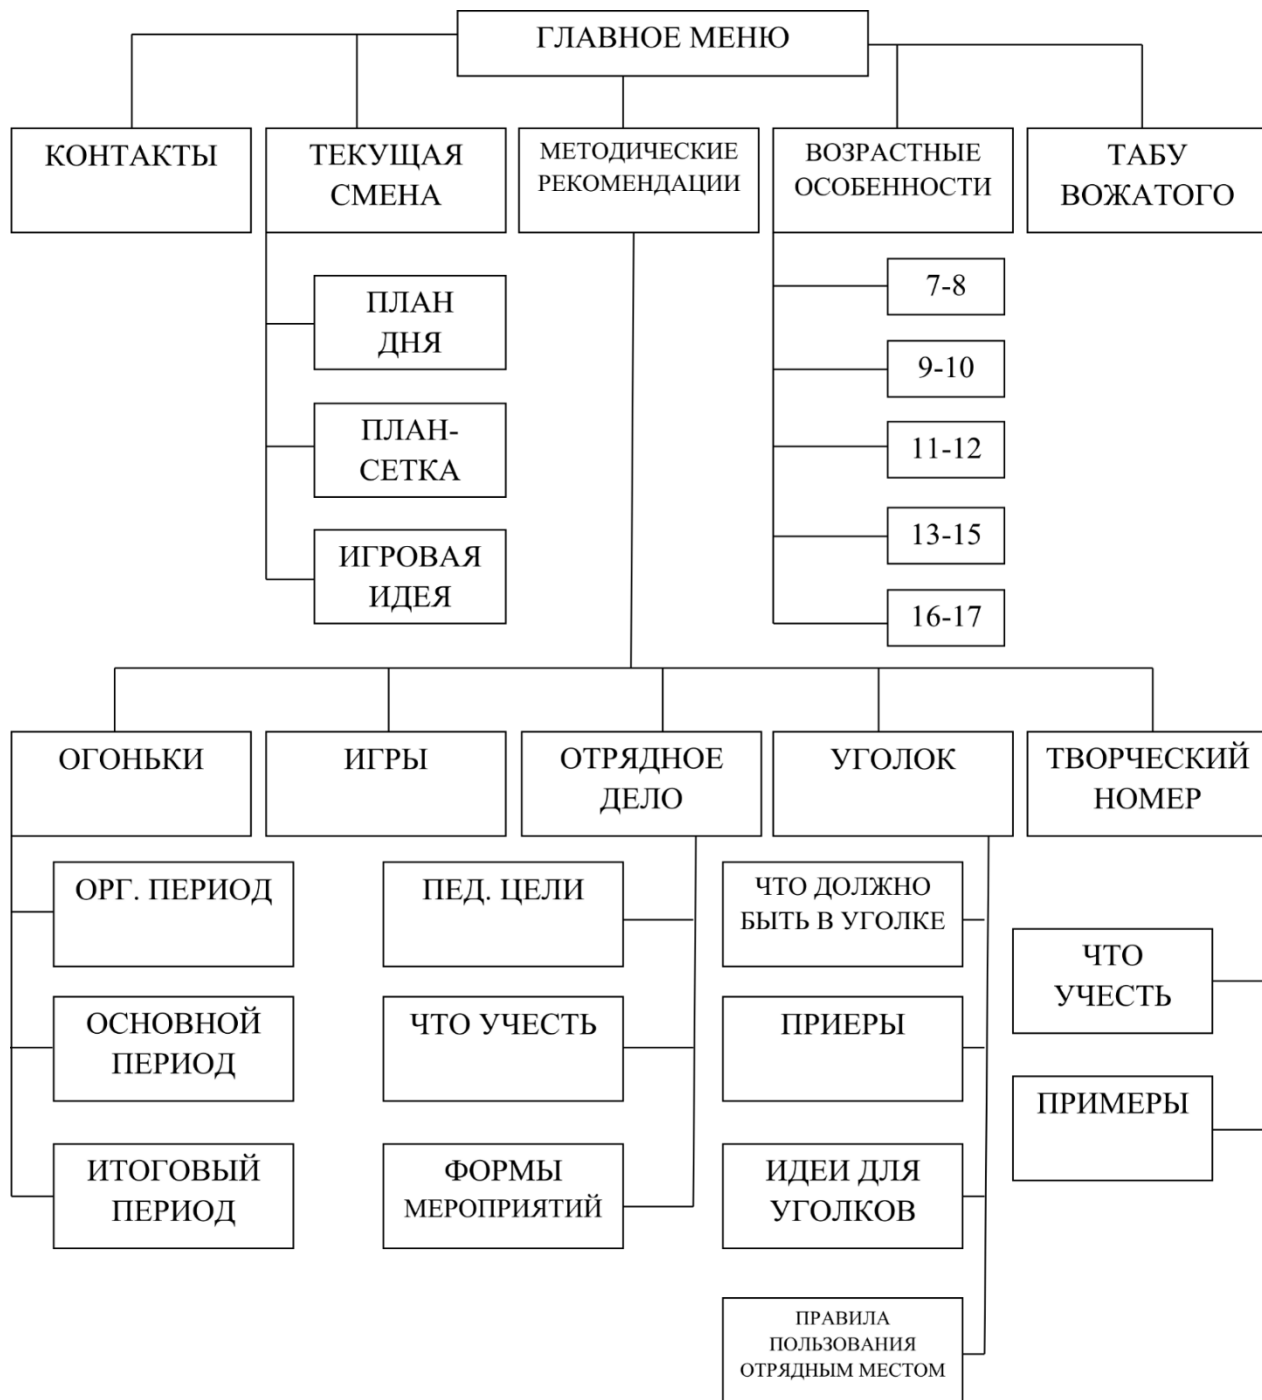 ГЛАВНОЕ МЕНЮ
КОНТАКТЫ
ТЕКУЩАЯ
СМЕНА
МЕТОДИЧЕСКИЕ
РЕКОМЕНДАЦИИ
ВОЗРАСТНЫЕ
ОСОБЕННОСТИ
ТАБУ
ВОЖАТОГО
ПЛАН
ДНЯ
ПЛАН-
СЕТКА
ИГРОВАЯ
ИДЕЯ
7-8
9-10
11-12
13-15
16-17
ОГОНЬКИ
ИГРЫ
ОТРЯДНОЕ
ДЕЛО
УГОЛОК
ТВОРЧЕСКИЙ
НОМЕР
ОРГ. ПЕРИОД
ОСНОВНОЙ
ПЕРИОД
ИТОГОВЫЙ
ПЕРИОД
ПЕД. ЦЕЛИ
ЧТО УЧЕСТЬ
ФОРМЫ
МЕРОПРИЯТИЙ
ЧТО ДОЛЖНО
БЫТЬ В УГОЛКЕ
ПРИЕРЫ
ИДЕИ ДЛЯ
УГОЛКОВ
ПРАВИЛА
ПОЛЬЗОВАНИЯ
ОТРЯДНЫМ МЕСТОМ
ЧТО
УЧЕСТЬ
ПРИМЕРЫ